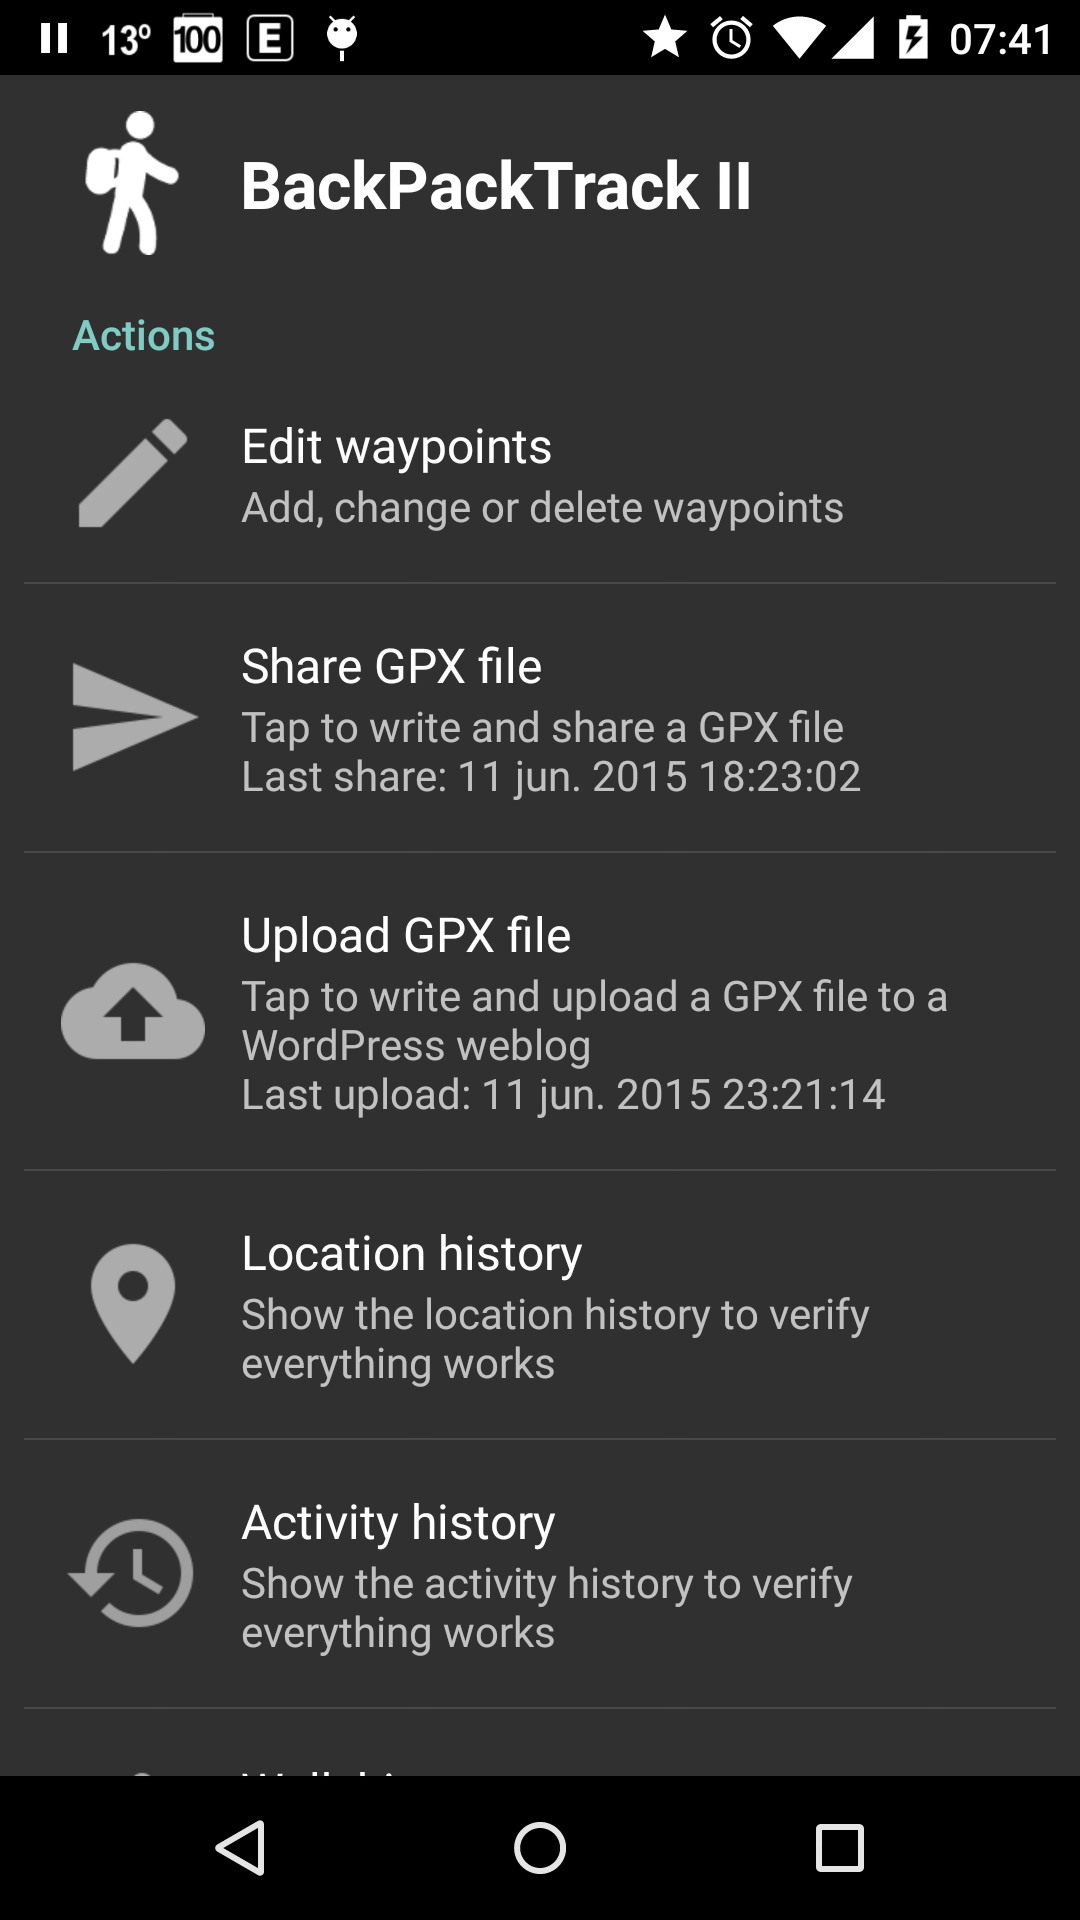 13° 100 E 07:41
BackPackTrack II
Actions
Edit waypoints
Add, change or delete waypoints
Share GPX file
Tap to write and share a GPX file
Last share: 11 jun. 2015 18:23:02
Upload GPX file
Tap to write and upload a GPX file to a
WordPress weblog
Last upload: 11 jun. 2015 23:21:14
Location history
Show the location history to verify
everything works
Activity history
Show the activity history to verify
everything works